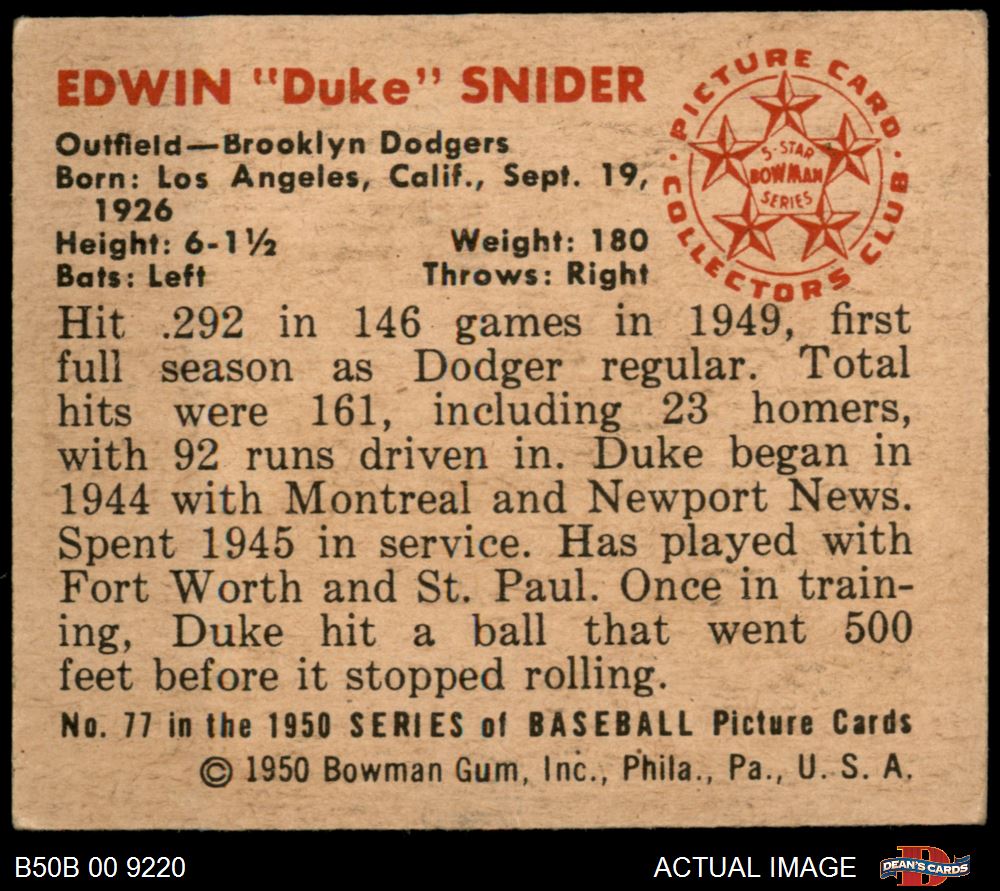 EDWIN "Duke" SNIDER
Outfield—Brooklyn Dodgers
Born: Los Angeles, Calif., Sept. 19,
1926
Height: 6-1½ Weight: 180
Bats: Left Throws: Right
PICTURE CARD
COLLECTORS CLUB
5-STAR
BOWMAN
SERIES
Hit .292 in 146 games in 1949, first
full season as Dodger regular. Total
hits were 161, including 23 homers,
with 92 runs driven in. Duke began in
1944 with Montreal and Newport News.
Spent 1945 in service. Has played with
Fort Worth and St. Paul. Once in train-
ing, Duke hit a ball that went 500
feet before it stopped rolling.
No. 77 in the 1950 SERIES of BASEBALL Picture Cards
© 1950 Bowman Gum, Inc., Phila., Pa., U. S. A.
B50B 00 9220
ACTUAL IMAGE
D
DEAN'S CARDS